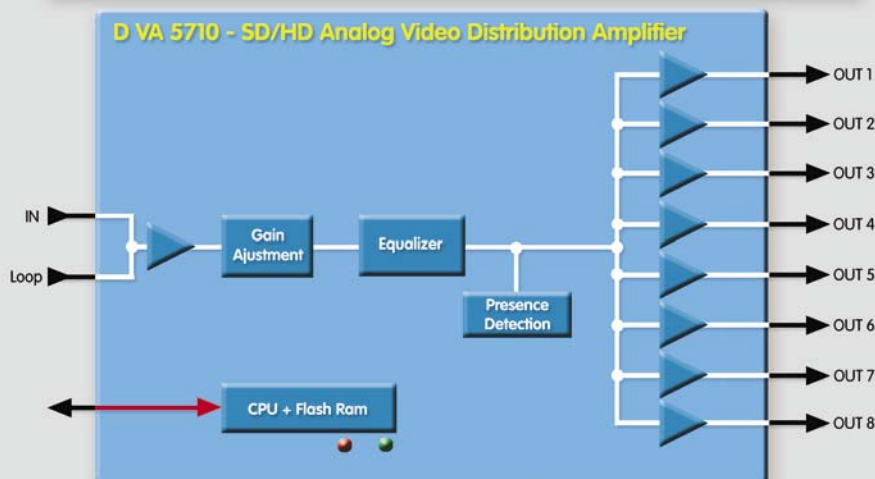 D VA 5710 - SD/HD Analog Video Distribution Amplifier
OUT 1
OUT 2
OUT 3
IN
Gain
Ajustment
Equalizer
OUT 4
Loop
OUT 5
Presence
Detection
OUT 6
OUT 7
CPU + Flash Ram
OUT 8